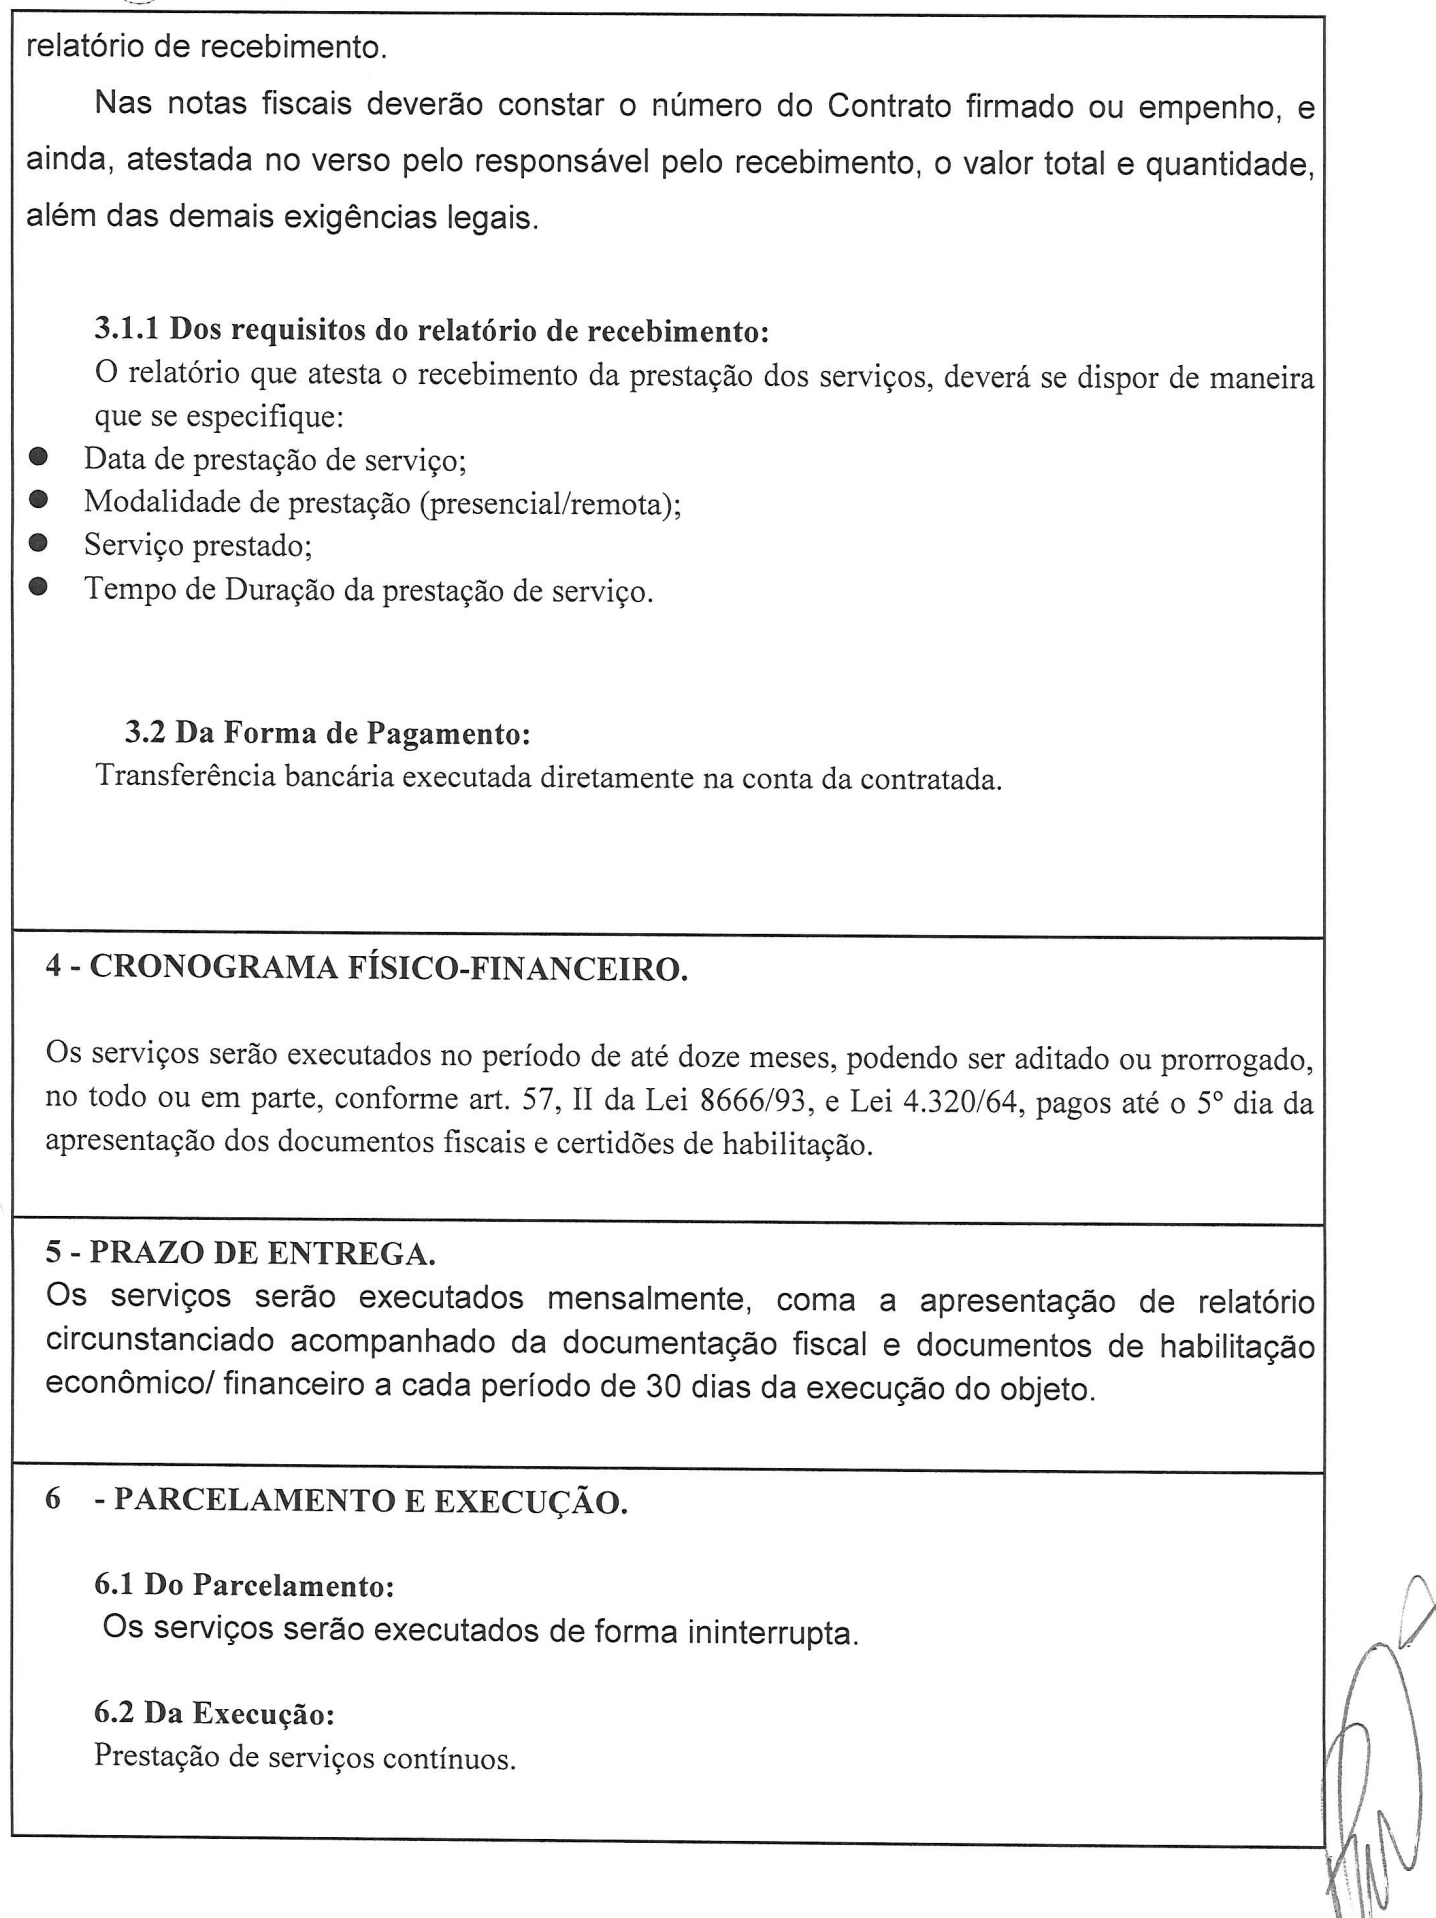 relatório de recebimento.
Nas notas fiscais deverão constar o número do Contrato firmado ou empenho, e
ainda, atestada no verso pelo responsável pelo recebimento, o valor total e quantidade,
além das demais exigências legais.
3.1.1 Dos requisitos do relatório de recebimento:
O relatório que atesta o recebimento da prestação dos serviços, deverá se dispor de maneira
que se especifique:
● Data de prestação de serviço;
● Modalidade de prestação (presencial/remota);
● Serviço prestado;
● Tempo de Duração da prestação de serviço.
3.2 Da Forma de Pagamento:
Transferência bancária executada diretamente na conta da contratada.
4 - CRONOGRAMA FÍSICO-FINANCEIRO.
Os serviços serão executados no período de até doze meses, podendo ser aditado ou prorrogado,
no todo ou em parte, conforme art. 57, II da Lei 8666/93, e Lei 4.320/64, pagos até o 5º dia da
apresentação dos documentos fiscais e certidões de habilitação.
5 - PRAZO DE ENTREGA.
Os serviços serão executados mensalmente, coma a apresentação de relatório
circunstanciado acompanhado da documentação fiscal e documentos de habilitação
econômico/ financeiro a cada período de 30 dias da execução do objeto.
6 - PARCELAMENTO E EXECUÇÃO.
6.1 Do Parcelamento:
Os serviços serão executados de forma ininterrupta.
6.2 Da Execução:
Prestação de serviços contínuos.